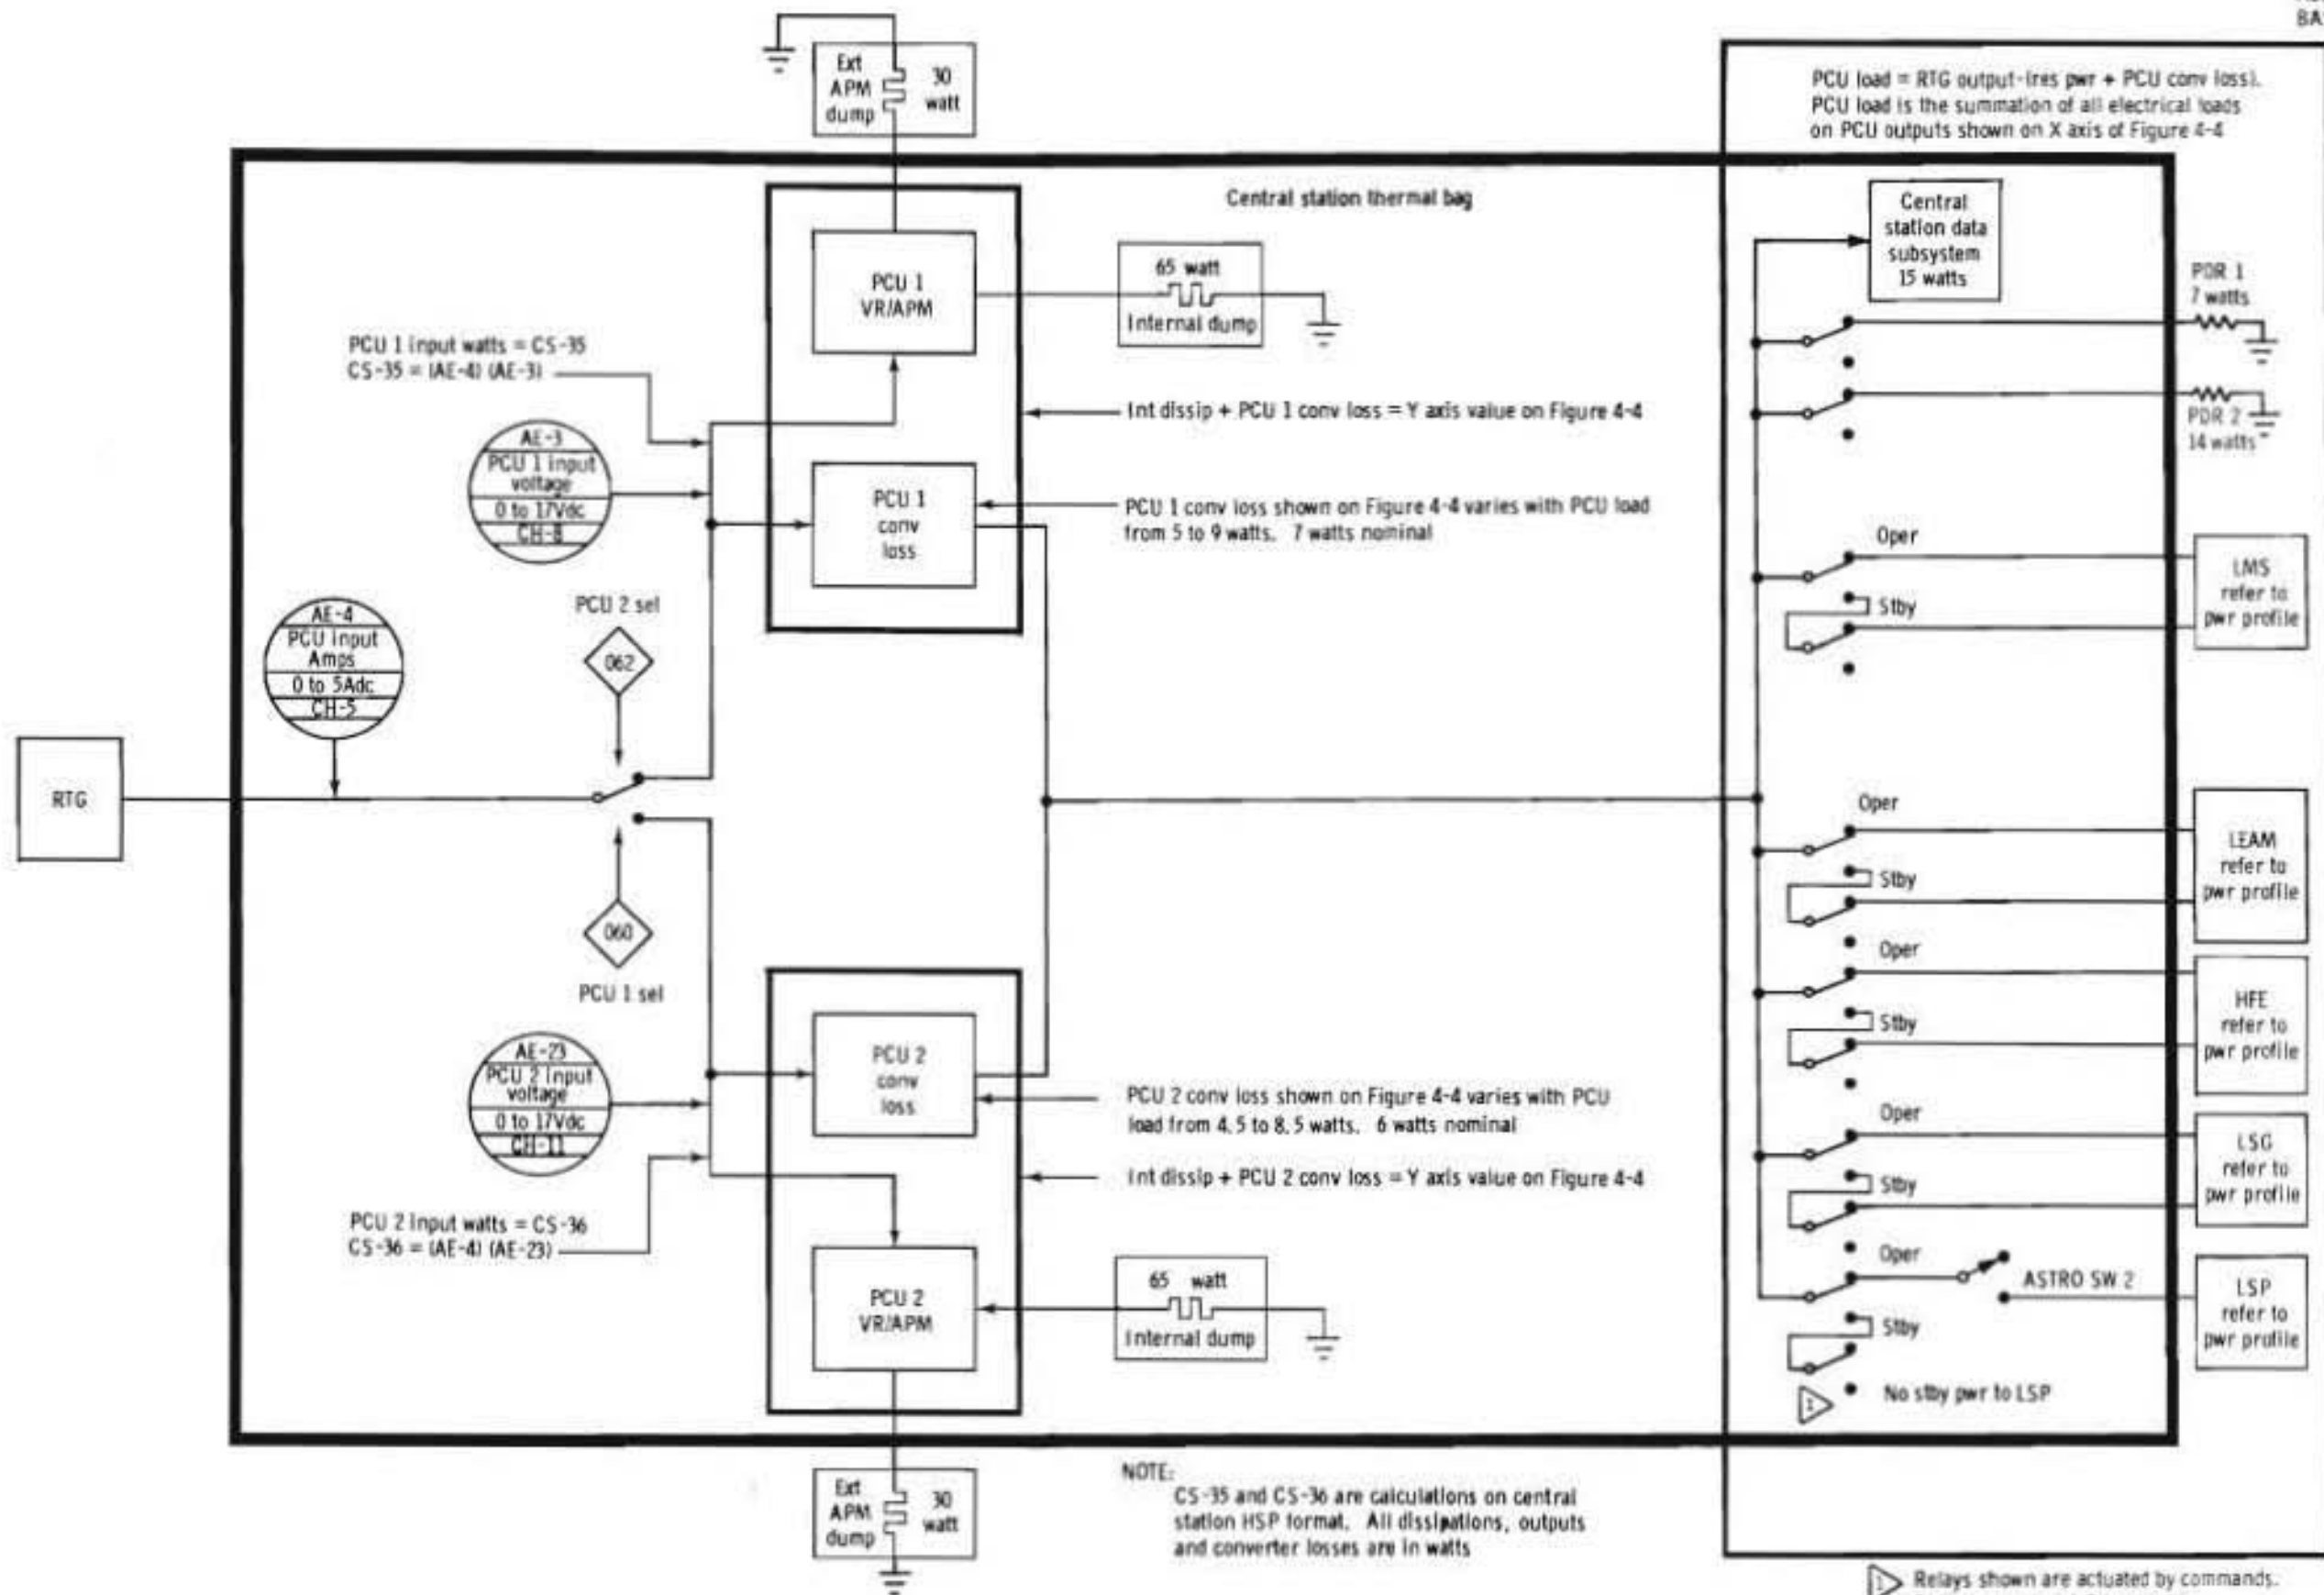 BA
PCU load = RTG output-(res pwr + PCU conv loss).
PCU load is the summation of all electrical loads
on PCU outputs shown on X axis of Figure 4-4
Ext
APM
dump
30
watt
Central station thermal bag
Central
station data
subsystem
15 watts
PCU 1
VR/APM
65 watt
Internal dump
PDR 1
7 watts
PCU 1 input watts = CS-35
CS-35 = (AE-4) (AE-3)
Int dissip + PCU 1 conv loss = Y axis value on Figure 4-4
PDR 2
14 watts
AE-3
PCU 1 input
voltage
0 to 17Vdc
CH-8
PCU 1
conv
loss
PCU 1 conv loss shown on Figure 4-4 varies with PCU load
from 5 to 9 watts. 7 watts nominal
Oper
Stby
LMS
refer to
pwr profile
AE-4
PCU input
Amps
0 to 5Adc
CH-5
PCU 2 sel
062
RTG
060
PCU 1 sel
Oper
Stby
LEAM
refer to
pwr profile
Oper
Stby
HFE
refer to
pwr profile
AE-23
PCU 2 input
voltage
0 to 17Vdc
CH-11
PCU 2
conv
loss
PCU 2 conv loss shown on Figure 4-4 varies with PCU
load from 4.5 to 8.5 watts. 6 watts nominal
Oper
Stby
LSG
refer to
pwr profile
Int dissip + PCU 2 conv loss = Y axis value on Figure 4-4
PCU 2 input watts = CS-36
CS-36 = (AE-4) (AE-23)
PCU 2
VR/APM
65 watt
Internal dump
Oper
ASTRO SW 2
Stby
LSP
refer to
pwr profile
1
No stby pwr to LSP
Ext
APM
dump
30
watt
NOTE:
CS-35 and CS-36 are calculations on central
station HSP format. All dissipations, outputs
and converter losses are in watts
1 Relays shown are actuated by commands.